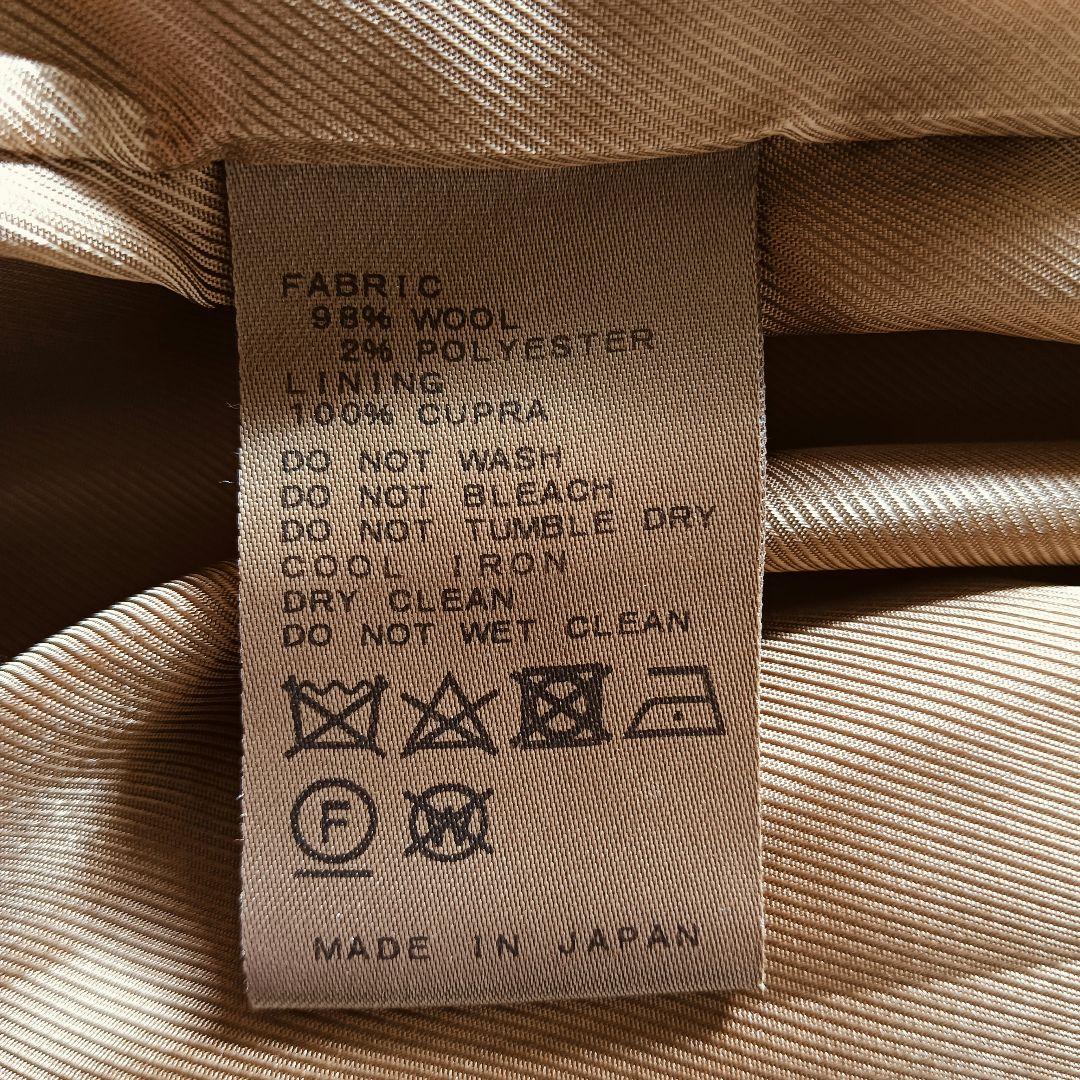 FABRIC
98% WOOL
2% POLYESTER
LINING
100% CUPRA
DO NOT WASH
DO NOT BLEACH
DO NOT TUMBLE DRY
COOL IRON
DRY CLEAN
DO NOT WET CLEAN
F W
MADE IN JAPAN